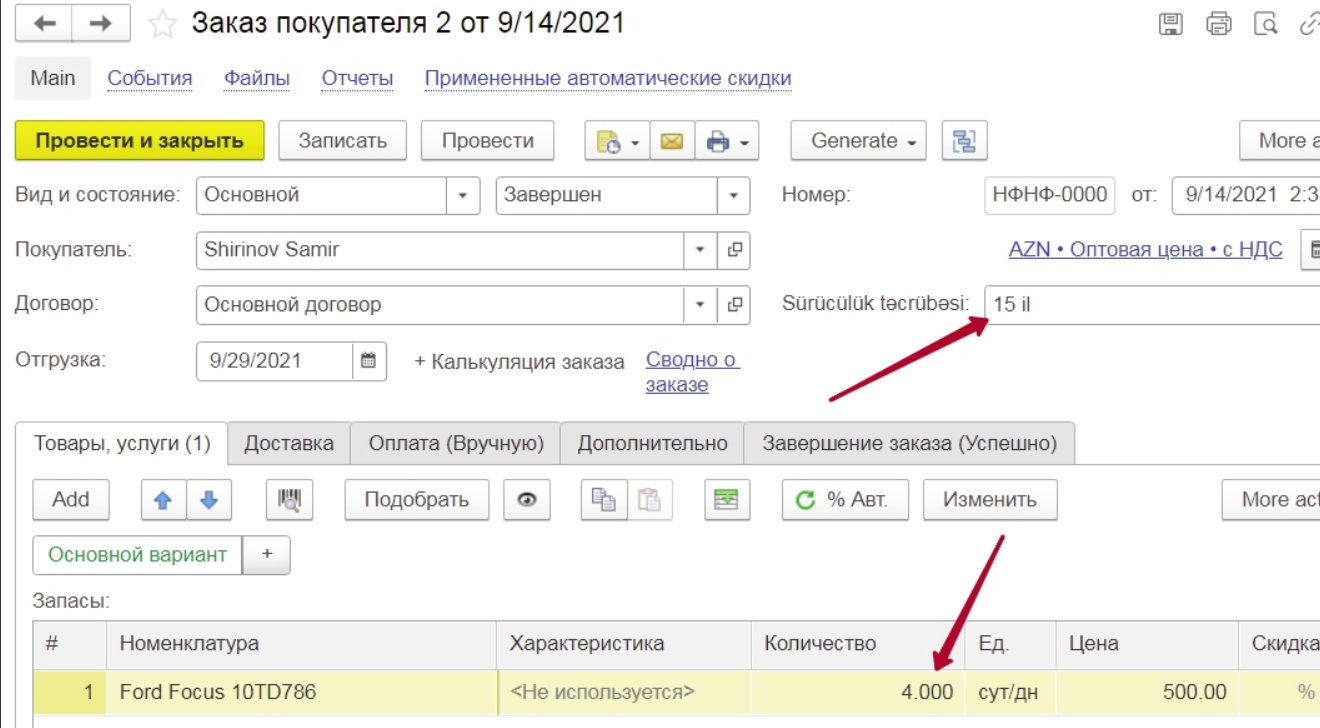 Заказ покупателя 2 от 9/14/2021
Main События Файлы Отчеты Примененные автоматические скидки
Провести и закрыть Записать Провести Generate More a
Вид и состояние: Основной Завершен Номер: НФНФ-0000 от: 9/14/2021 2:3
Покупатель: Shirinov Samir AZN • Оптовая цена • с НДС
Договор: Основной договор Sürücülük təcrübəsi: 15 il
Отгрузка: 9/29/2021 + Калькуляция заказа Сводно о
заказе
Товары, услуги (1) Доставка Оплата (Вручную) Дополнительно Завершение заказа (Успешно)
Add Подобрать % Авт. Изменить More act
Основной вариант +
Запасы:
# Номенклатура Характеристика Количество Ед. Цена Скидка
1 Ford Focus 10TD786 <Не используется> 4.000 сут/дн 500.00 %